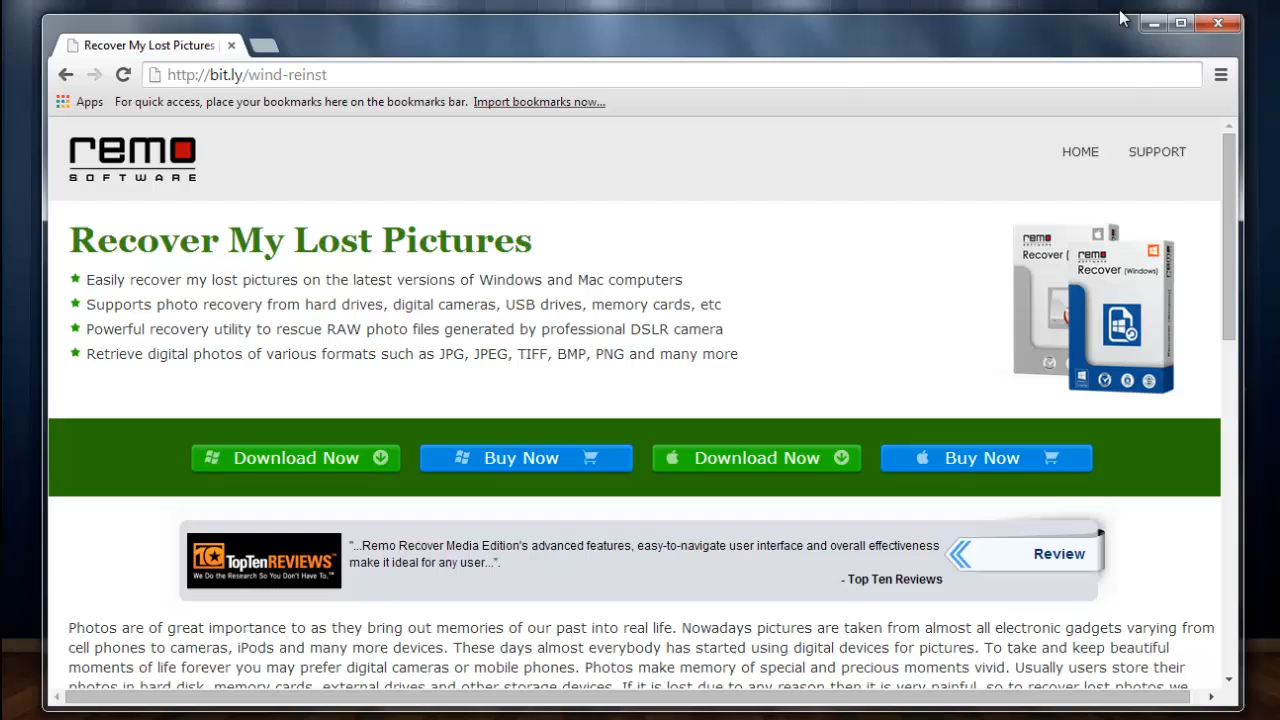 Recover My Lost Pictures
http://bit.ly/wind-reinst
Apps For quick access, place your bookmarks here on the bookmarks bar. Import bookmarks now...
remo
SOFTWARE
HOME SUPPORT
Recover My Lost Pictures
Easily recover my lost pictures on the latest versions of Windows and Mac computers
Supports photo recovery from hard drives, digital cameras, USB drives, memory cards, etc
Powerful recovery utility to rescue RAW photo files generated by professional DSLR camera
Retrieve digital photos of various formats such as JPG, JPEG, TIFF, BMP, PNG and many more
remo
SOFTWARE
Recover (
remo
SOFTWARE
Recover (Windows)
Download Now Buy Now Download Now Buy Now
10 TopTenREVIEWS
We Do the Research So You Don't Have To.™
"...Remo Recover Media Edition's advanced features, easy-to-navigate user interface and overall effectiveness
make it ideal for any user...".
- Top Ten Reviews
Review
Photos are of great importance to as they bring out memories of our past into real life. Nowadays pictures are taken from almost all electronic gadgets varying from
cell phones to cameras, iPods and many more devices. These days almost everybody has started using digital devices for pictures. To take and keep beautiful
moments of life forever you may prefer digital cameras or mobile phones. Photos make memory of special and precious moments vivid. Usually users store their
photos in hard disk, memory cards, external drives and other storage devices. If it is lost due to any reason then it is very painful, so to recover lost photos we